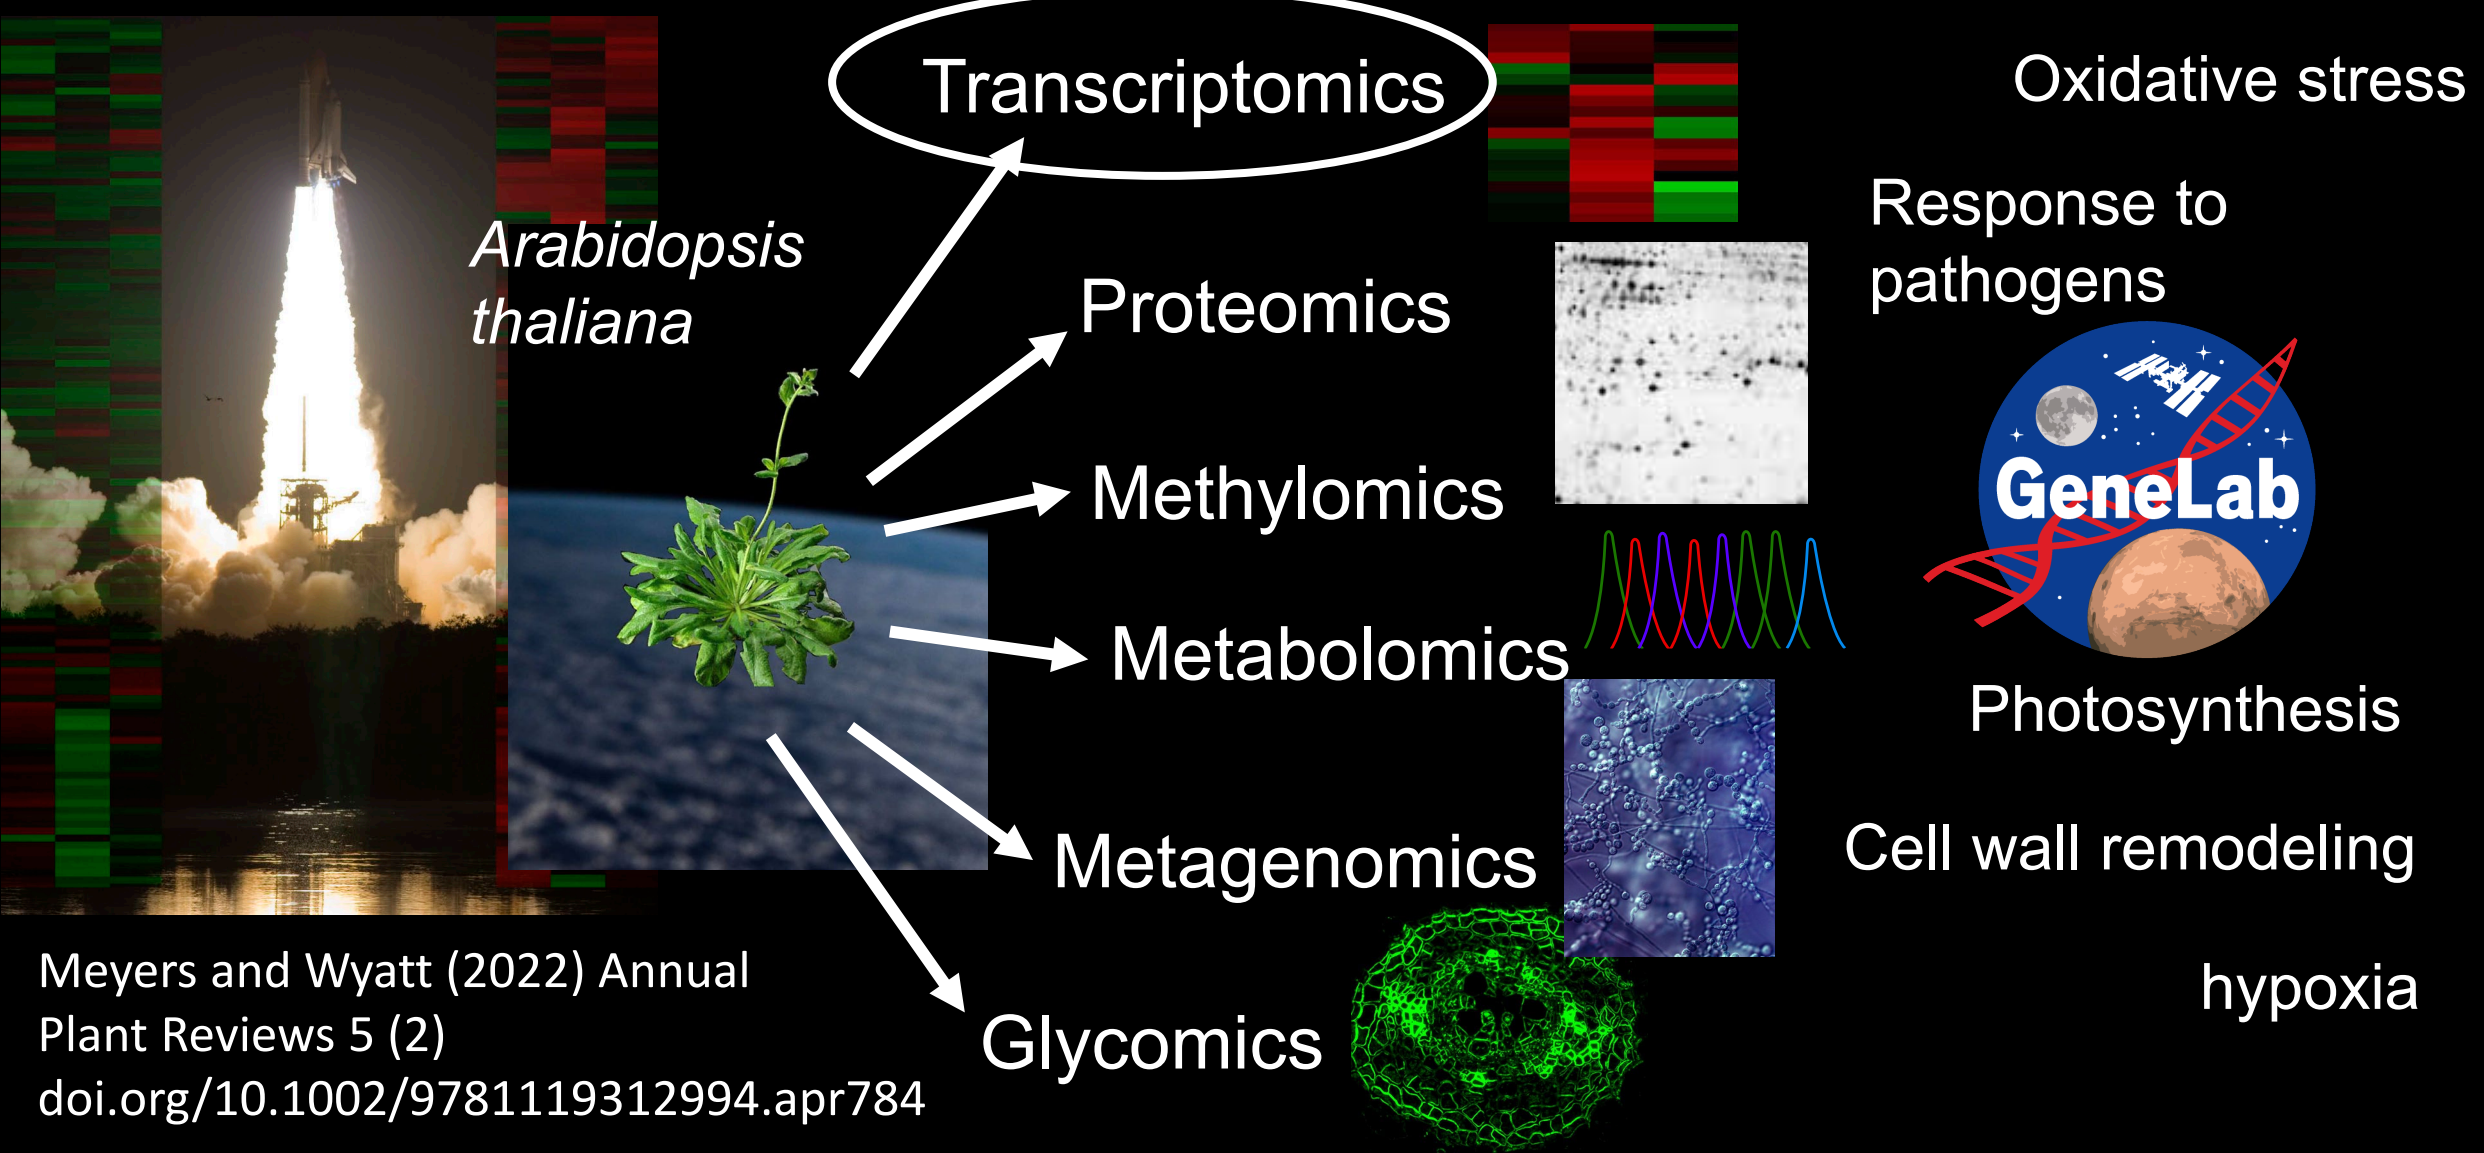 Transcriptomics
Oxidative stress
Response to
pathogens
Arabidopsis
thaliana
Proteomics
GeneLab
Methylomics
Metabolomics
Photosynthesis
Metagenomics
Cell wall remodeling
hypoxia
Glycomics
Meyers and Wyatt (2022) Annual
Plant Reviews 5 (2)
doi.org/10.1002/9781119312994.apr784